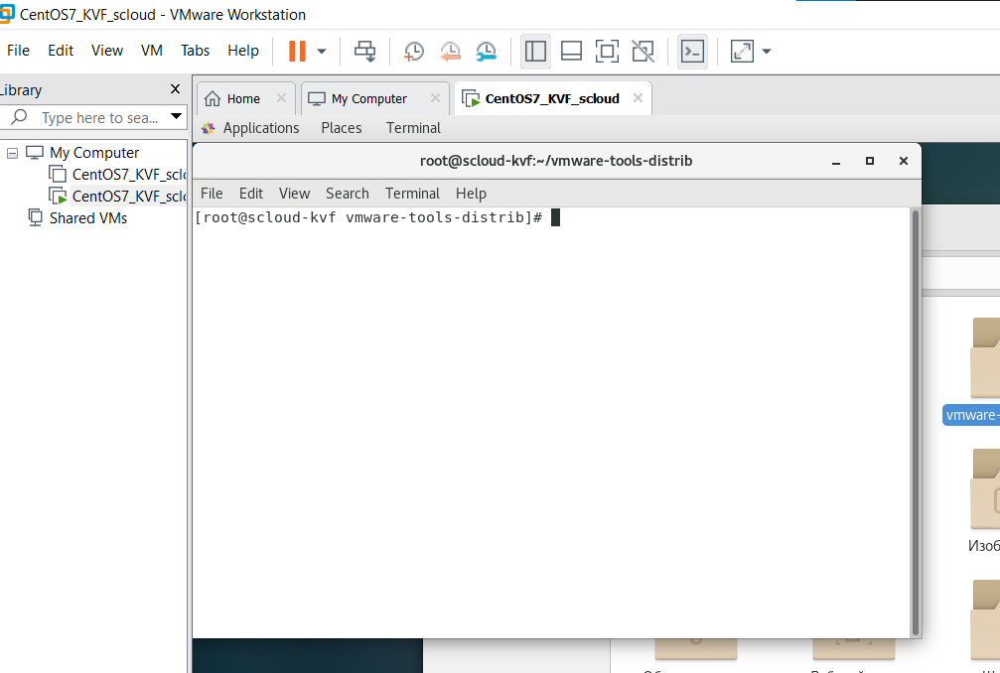 CentOS7_KVF_scloud - VMware Workstation
File Edit View VM Tabs Help
Library
Type here to sea...
My Computer
CentOS7_KVF_scl
CentOS7_KVF_scl
Shared VMs
Home My Computer CentOS7_KVF_scloud
Applications Places Terminal
root@scloud-kvf:~/vmware-tools-distrib
File Edit View Search Terminal Help
[root@scloud-kvf vmware-tools-distrib]#
vmware-
Изоб